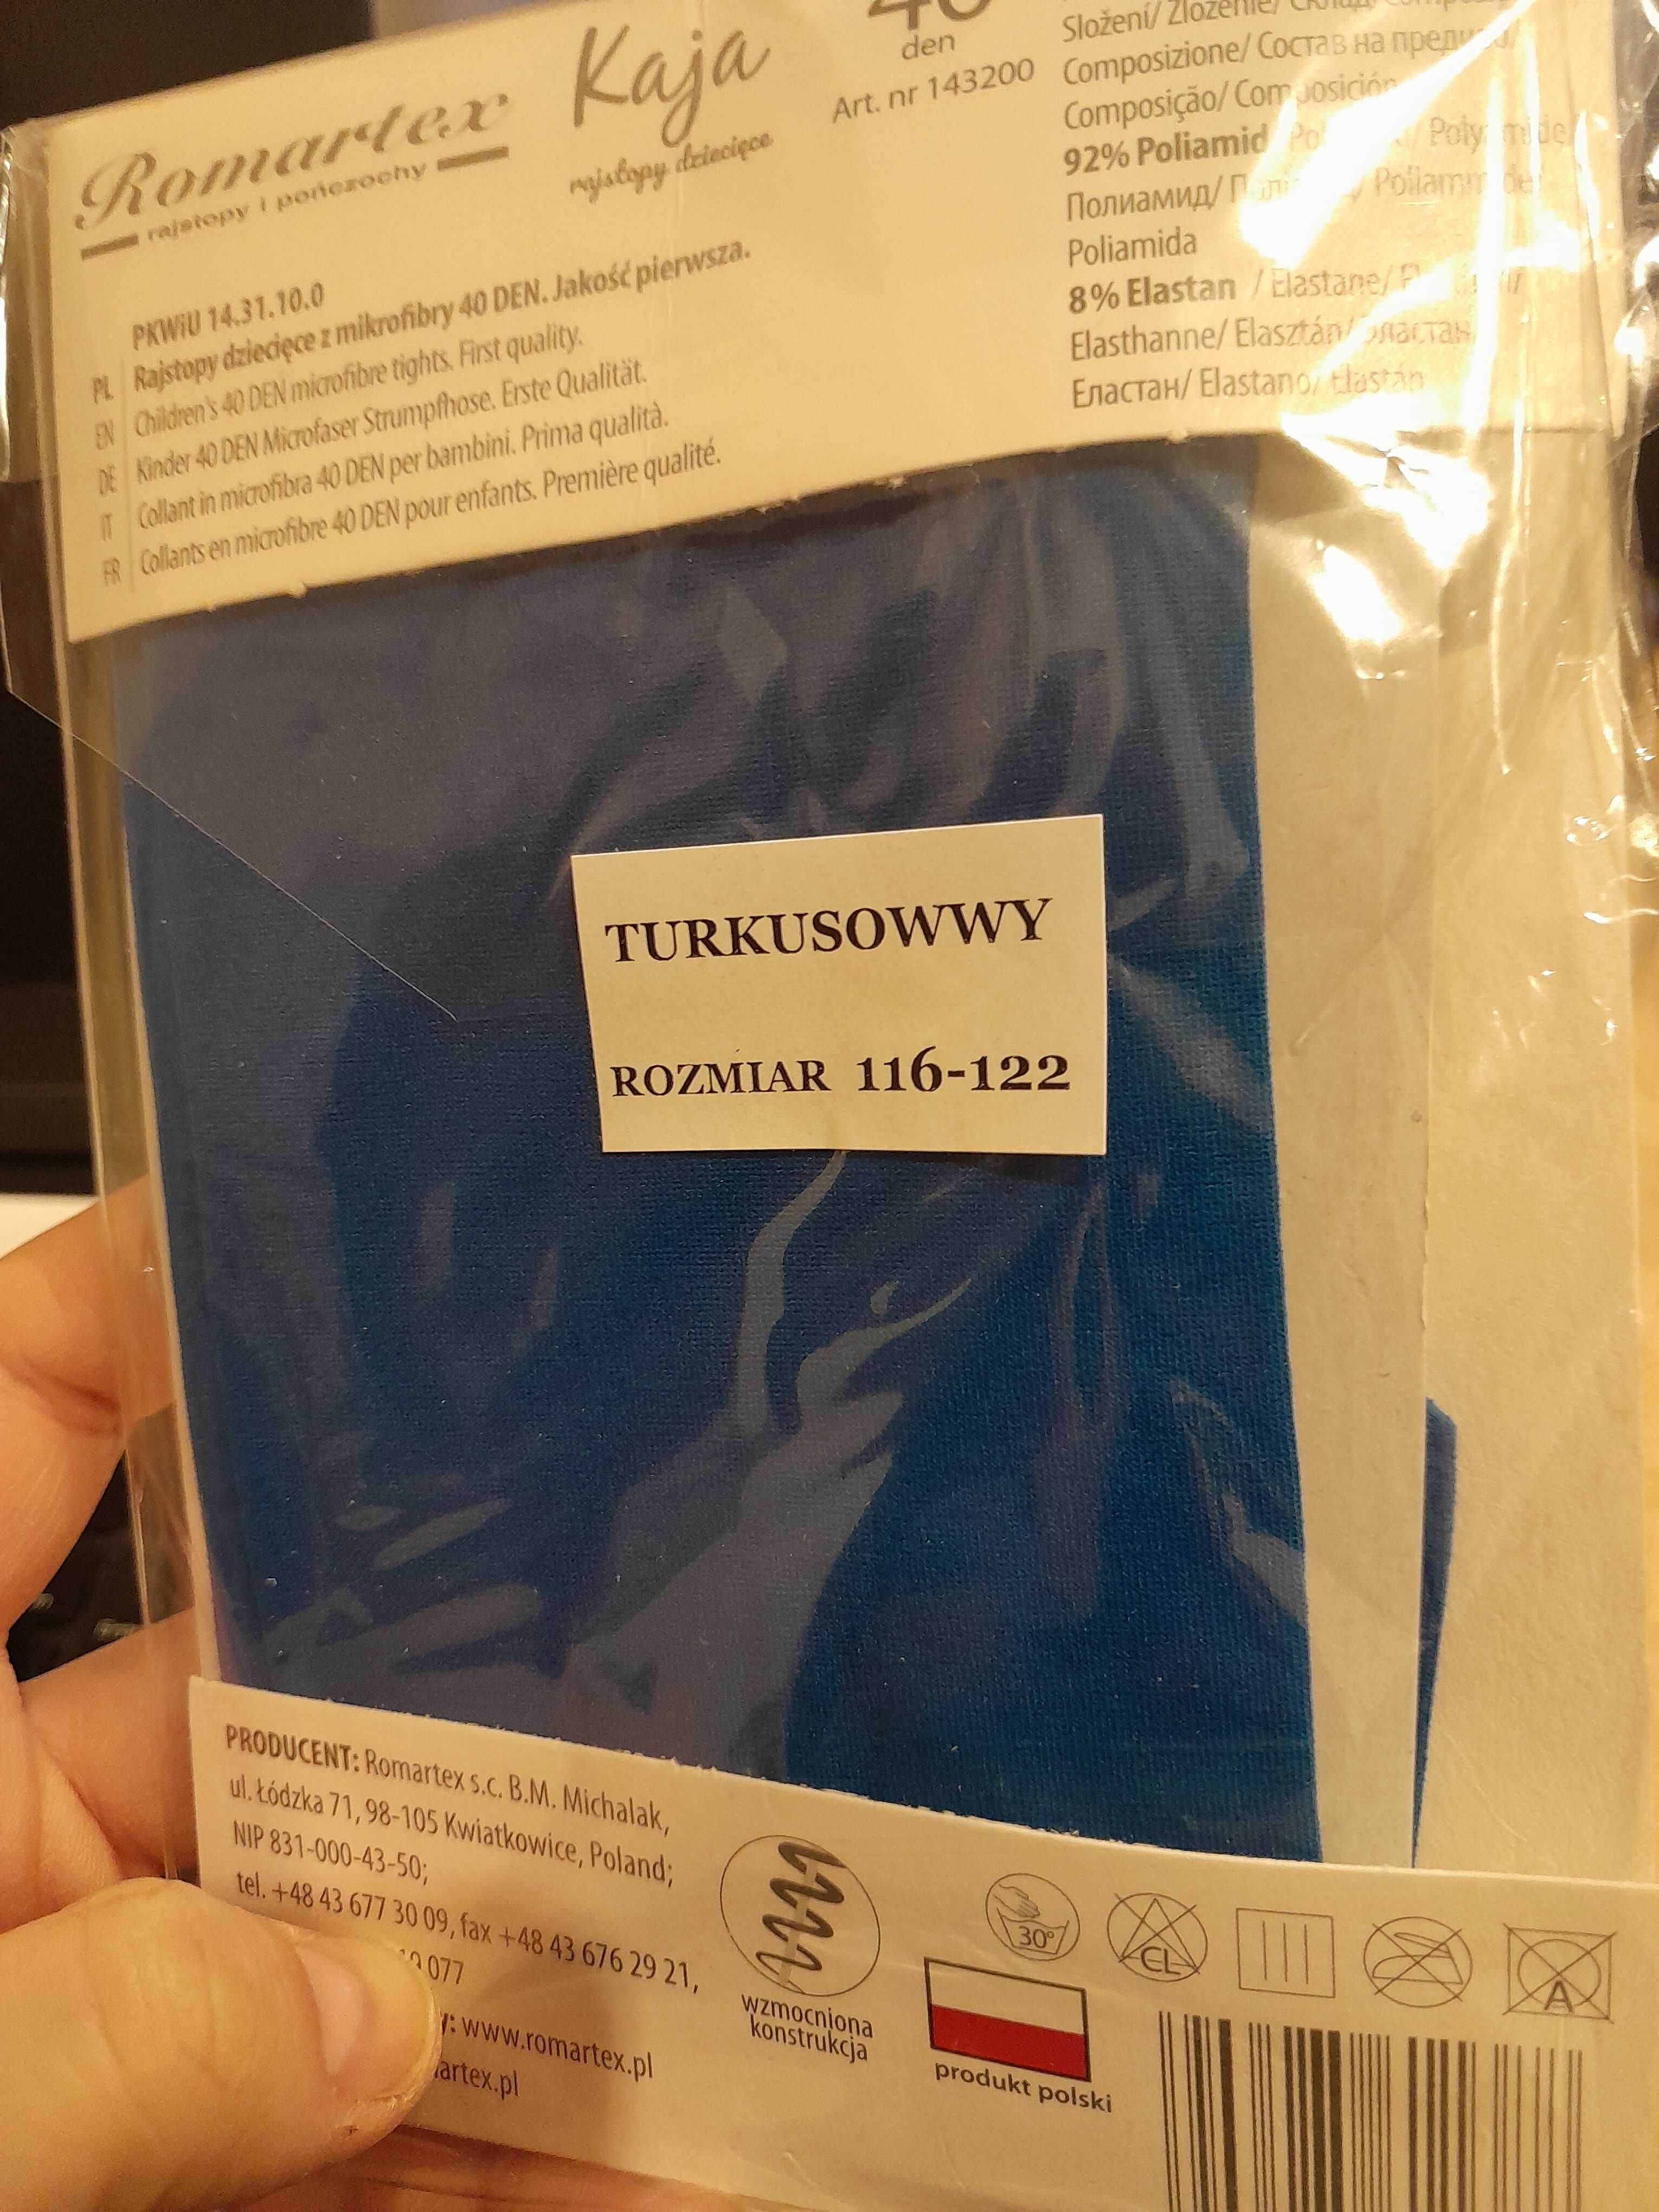 Romartex
rajstopy i pończochy
Kaja
rajstopy dziecięce
40
den
Art. nr 143200
Složení/ Zloženie/
Composizione/ Состав на
Composição/ Composición
92% Poliamid
Полиамид/
Poliamida
8% Elastan / Elastane/
Elasthanne/ Elasztán/ Эластан
Еластан/ Elastano/ Elastán
PKWiU 14.31.10.0
PL Rajstopy dziecięce z mikrofibry 40 DEN. Jakość pierwsza.
EN Children's 40 DEN microfibre tights. First quality.
DE Kinder 40 DEN Microfaser Strumpfhose. Erste Qualität.
IT Collant in microfibra 40 DEN per bambini. Prima qualità.
FR Collants en microfibre 40 DEN pour enfants. Première qualité.
TURKUSOWWY
ROZMIAR 116-122
PRODUCENT: Romartex s.c. B.M. Michalak,
ul. Łódzka 71, 98-105 Kwiatkowice, Poland;
NIP 831-000-43-50;
tel. +48 43 677 30 09, fax +48 43 676 29 21,
077
www.romartex.pl
artex.pl
wzmocniona
konstrukcja
30°
CL
A
produkt polski